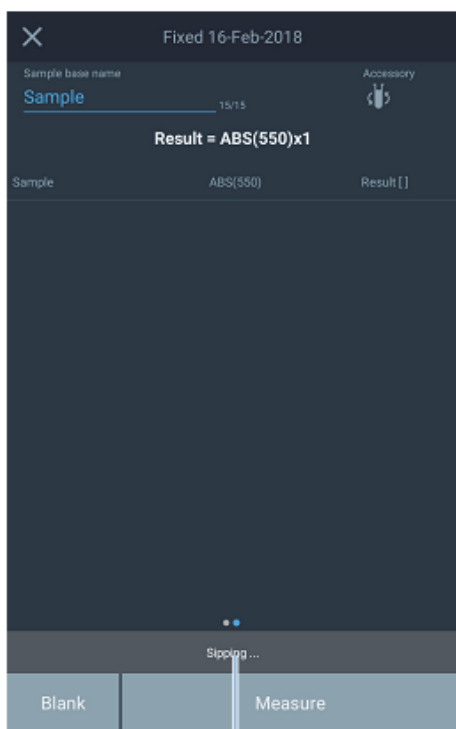 Fixed 16-Feb-2018
Sample base name
Accessory
Sample
15/15
Result = ABS(550)x1
Sample ABS(550) Result [ ]
Sipping ...
Blank Measure